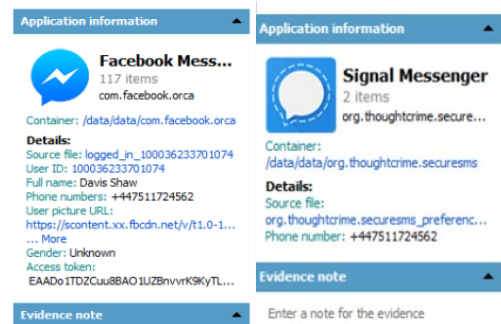 Application information
Facebook Mess...
117 items
com.facebook.orca
Container: /data/data/com.facebook.orca
Details:
Source file: logged_in_100036233701074
User ID: 100036233701074
Full name: Davis Shaw
Phone numbers: +447511724562
User picture URL:
https://scontent.xx.fbcdn.net/v/t1.0-1...
... More
Gender: Unknown
Access token:
EAADo1TDZCuu8BAO1UZBnvvrK9KyTL...
Evidence note
Application information
Signal Messenger
2 items
org.thoughtcrime.secure...
Container:
/data/data/org.thoughtcrime.securesms
Details:
Source file:
org.thoughtcrime.securesms_preferenc...
Phone number: +447511724562
Evidence note
Enter a note for the evidence